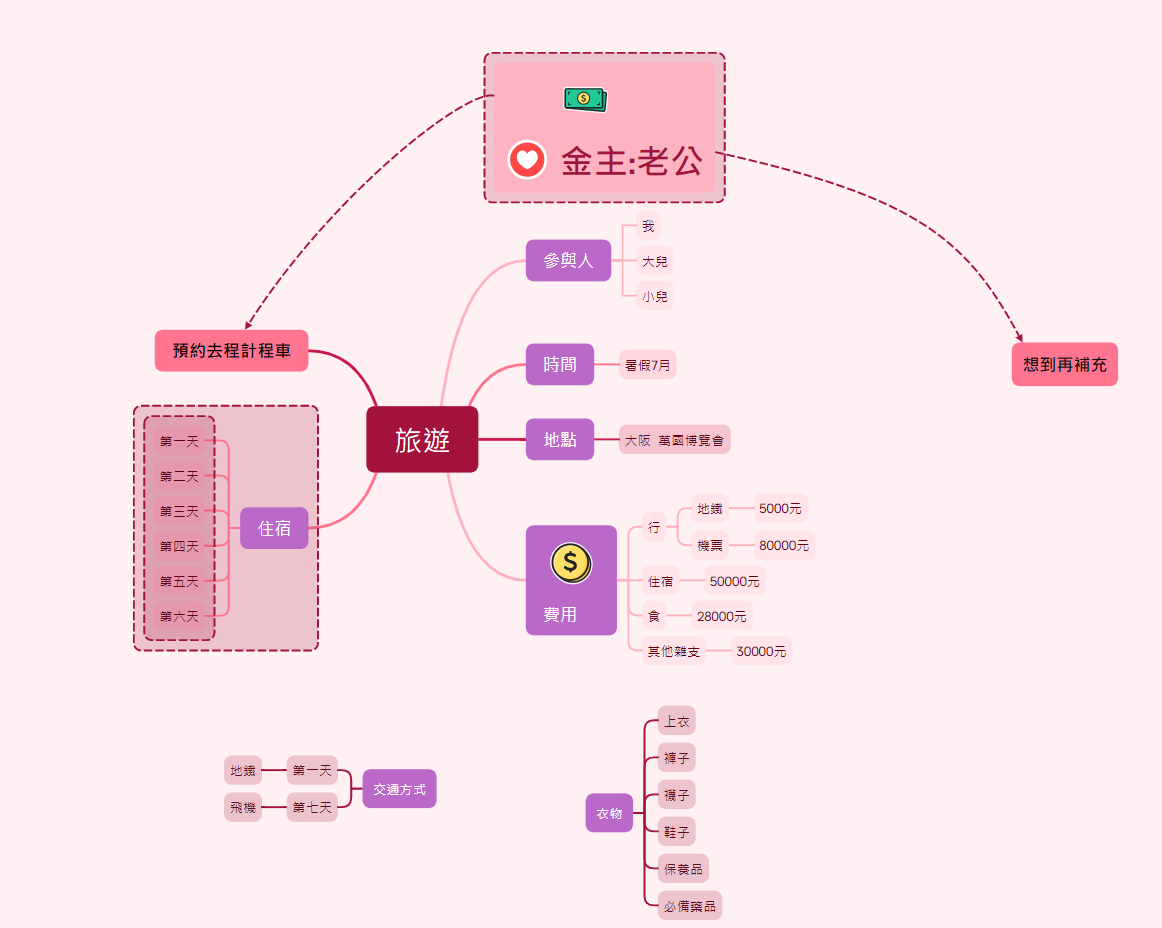 金主:老公
參與人
我
大兒
小兒
預約去程計程車
時間
暑假7月
想到再補充
旅遊
地點
大阪 萬國博覽會
住宿
第一天
第二天
第三天
第四天
第五天
第六天
費用
行
地鐵
5000元
機票
80000元
住宿
50000元
食
28000元
其他雜支
30000元
交通方式
第一天
地鐵
第七天
飛機
衣物
上衣
褲子
襪子
鞋子
保養品
必備藥品